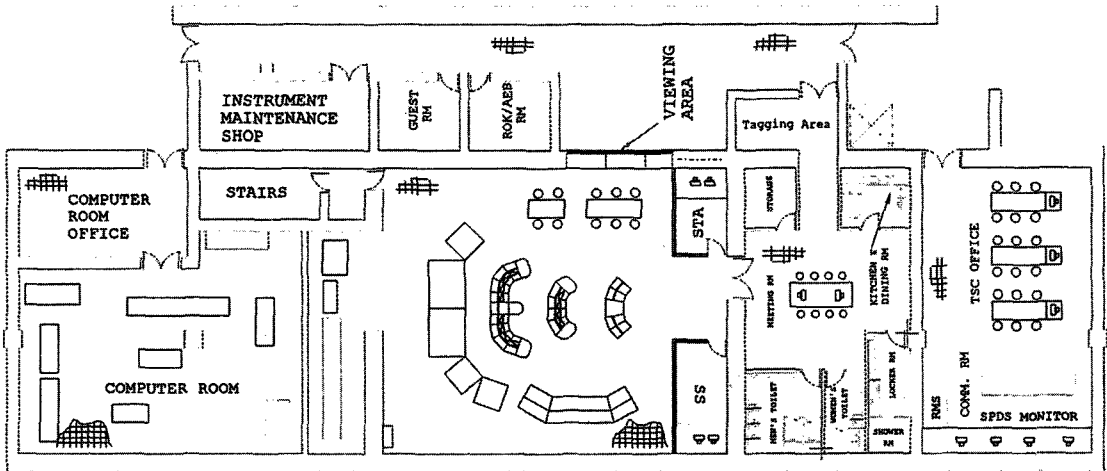 INSTRUMENT
MAINTENANCE
SHOP
GUEST
RM
ROK/AEB
RM
VIEWING
AREA
Tagging Area
COMPUTER
ROOM
OFFICE
STAIRS
STA
STORAGE
KITCHEN &
DINING RM
MEETING RM
TSC OFFICE
COMPUTER ROOM
SS
MEN'S TOILET
WOMEN'S
TOILET
LOCKER RM
SHOWER
RM
RMS
COMM. RM
SPDS MONITOR